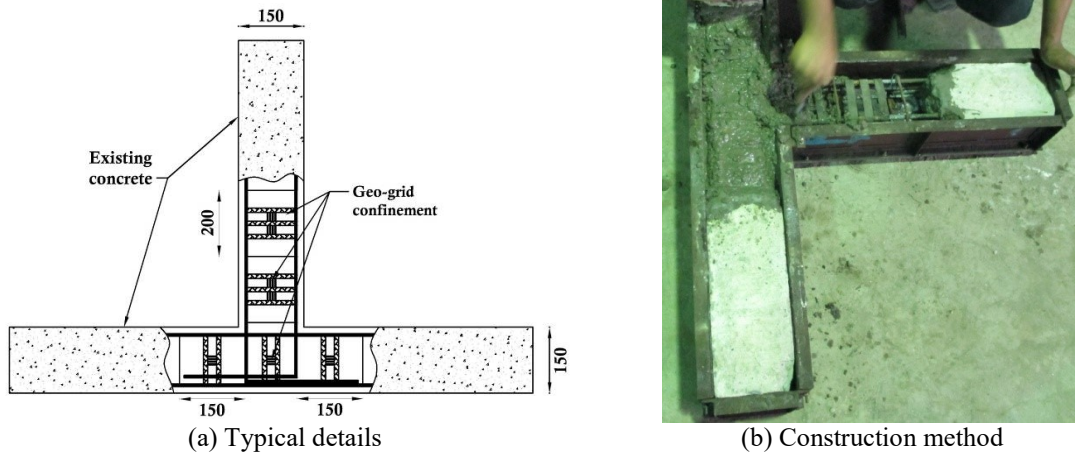 150
Existing
concrete
Geo-grid
confinement
200
150
150
150
(a) Typical details
(b) Construction method